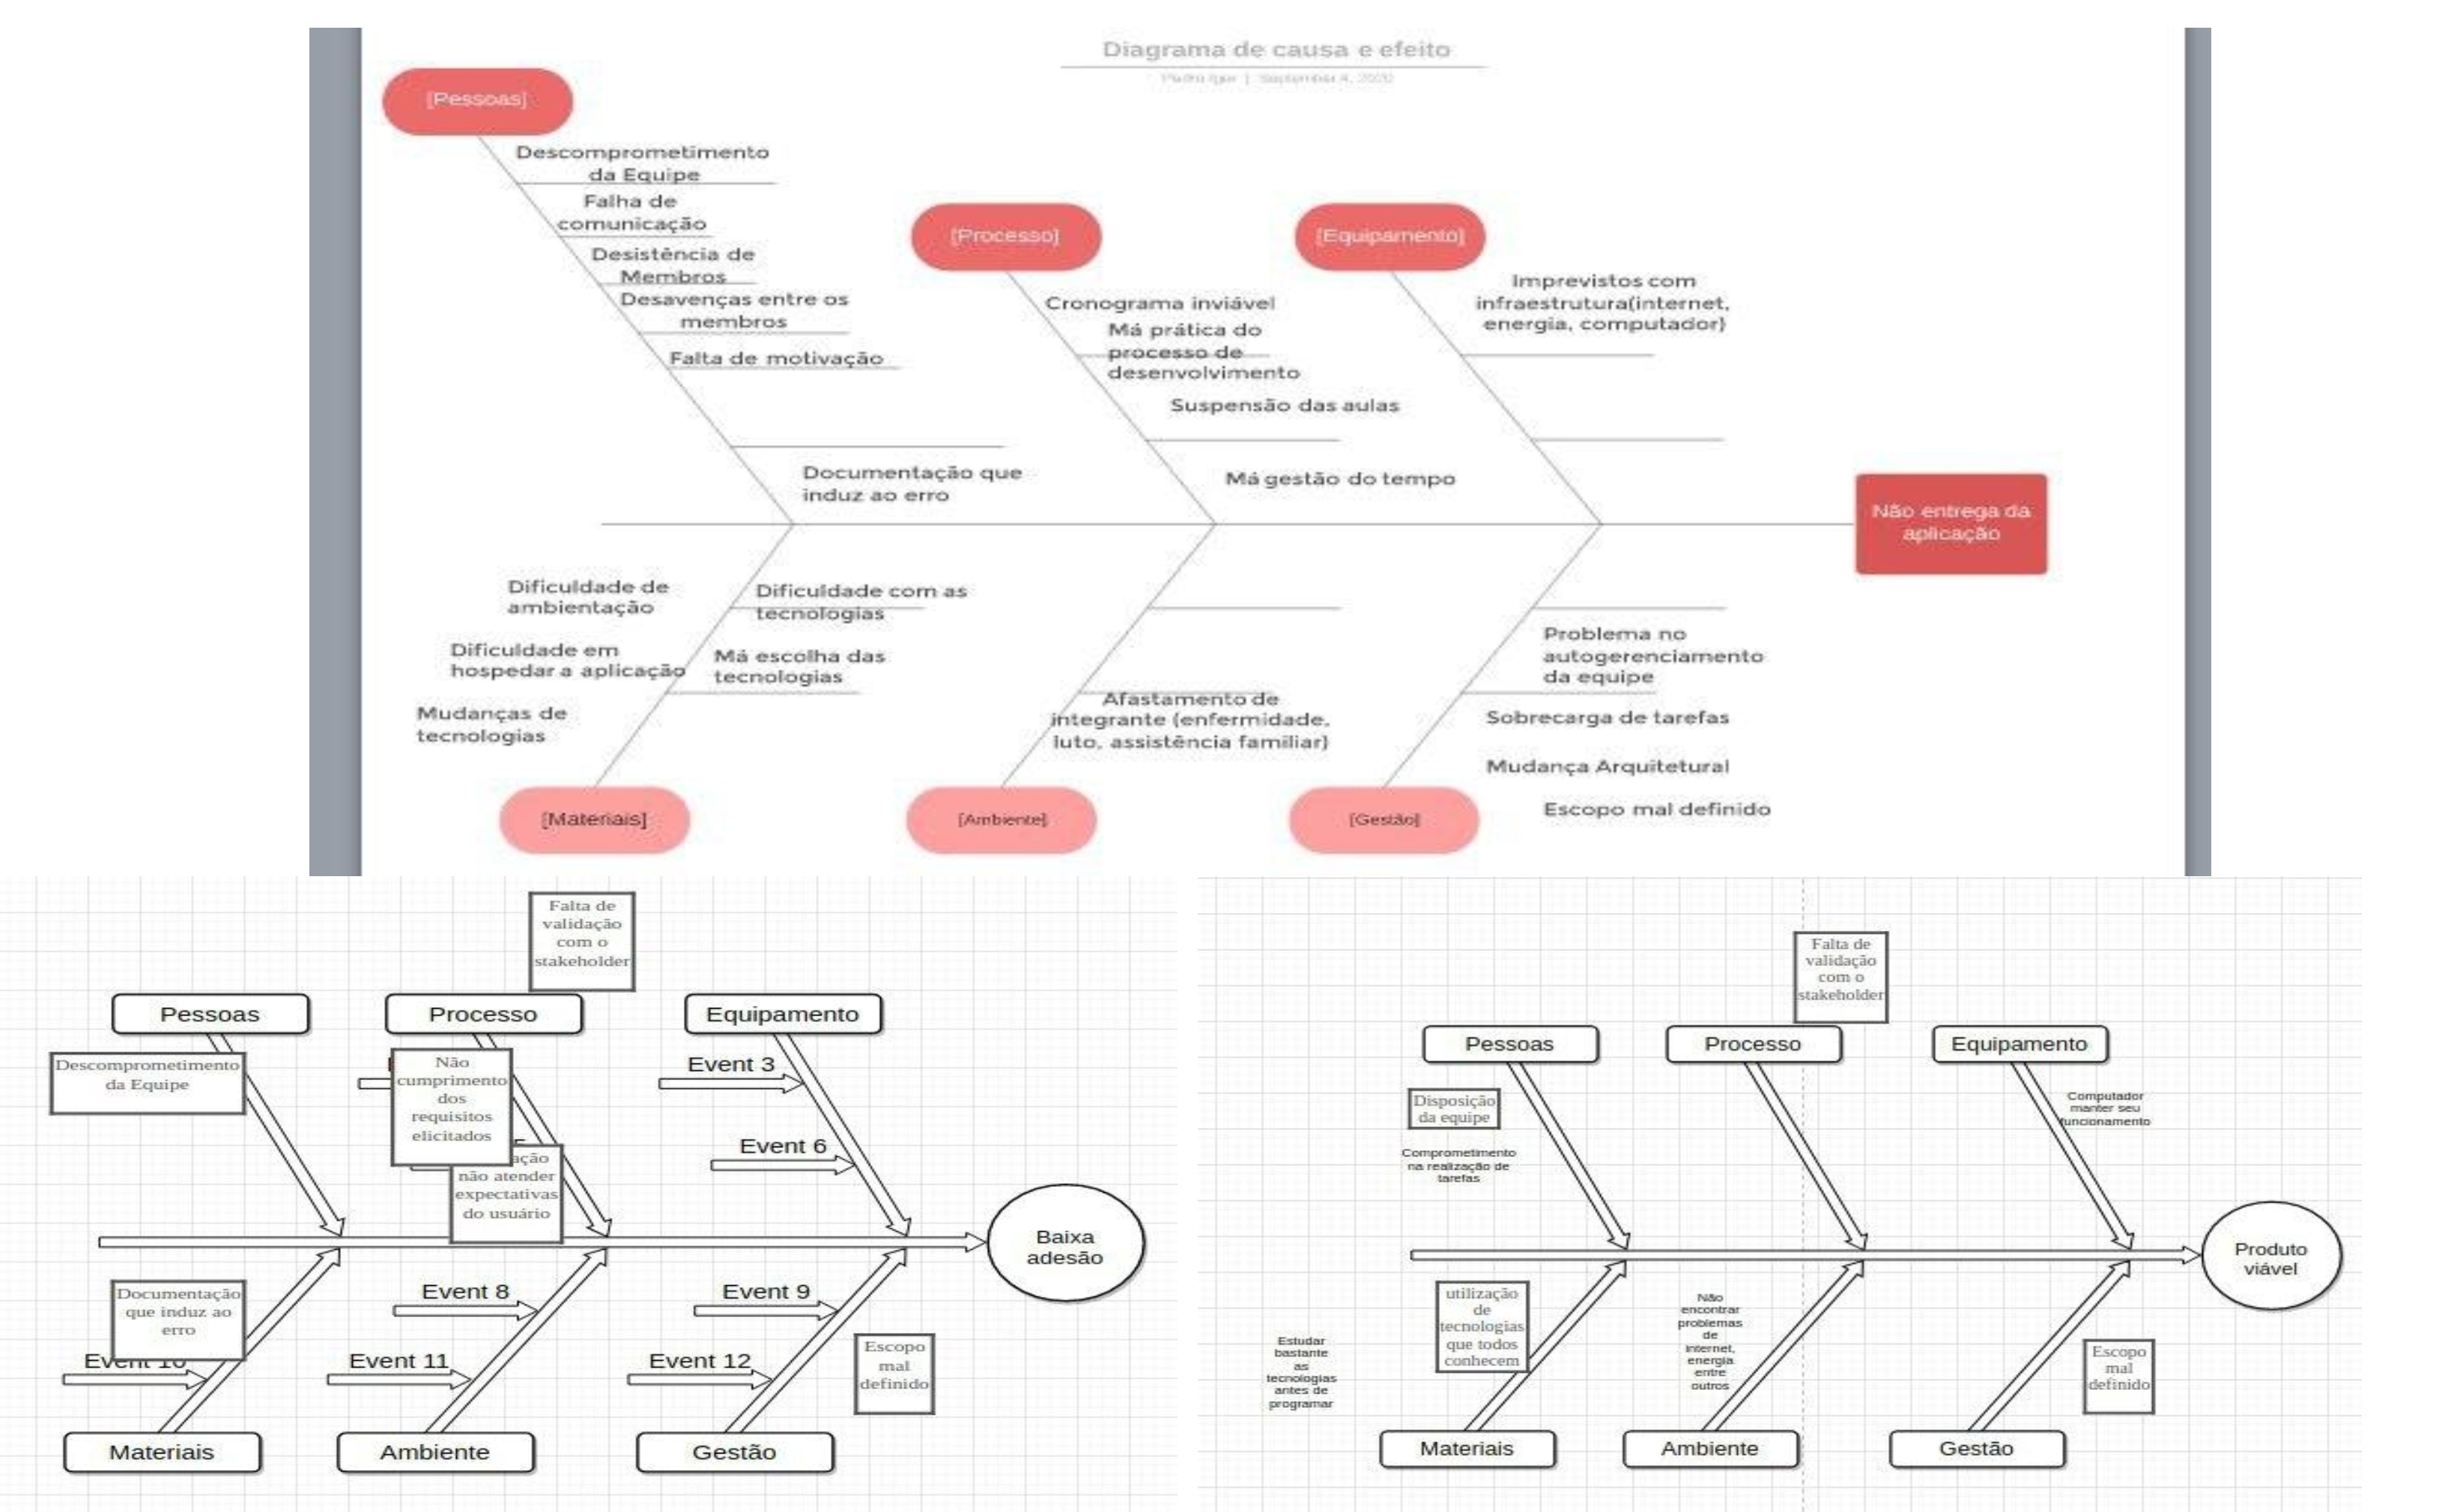 Diagrama de causa e efeito
September 4, 2020
[Pessoas]
Descomprometimento
da Equipe
Falha de
comunicação
Desistência de
Membros
Desavenças entre os
membros
Falta de motivação
[Processo]
Cronograma inviável
Má prática do
processo de
desenvolvimento
Suspensão das aulas
Má gestão do tempo
[Equipamento]
Imprevistos com
infraestrutura(internet,
energia, computador)
Documentação que
induz ao erro
Não entrega da
aplicação
Dificuldade de
ambientação
Dificuldade em
hospedar a aplicação
Mudanças de
tecnologias
Dificuldade com as
tecnologias
Má escolha das
tecnologias
[Materiais]
Afastamento de
integrante (enfermidade,
luto, assistência familiar)
[Ambiente]
Problema no
autogerenciamento
da equipe
Sobrecarga de tarefas
Mudança Arquitetural
Escopo mal definido
[Gestão]
Falta de
validação
com o
stakeholder
Pessoas
Processo
Equipamento
Descomprometimento
da Equipe
Não
cumprimento
dos
requisitos
elicitados
não atender
expectativas
do usuário
Event 3
Event 6
Baixa
adesão
Documentação
que induz ao
erro
Event 8
Event 9
Event 10
Event 11
Event 12
Escopo
mal
definido
Materiais
Ambiente
Gestão
Falta de
validação
com o
stakeholder
Pessoas
Processo
Equipamento
Disposição
da equipe
Comprometimento
na realização de
tarefas
Computador
manter seu
funcionamento
Produto
viável
Estudar
bastante
as
tecnologias
antes de
programar
utilização
de
tecnologias
que todos
conhecem
Não
encontrar
problemas
de
internet,
energia
entre
outros
Escopo
mal
definido
Materiais
Ambiente
Gestão